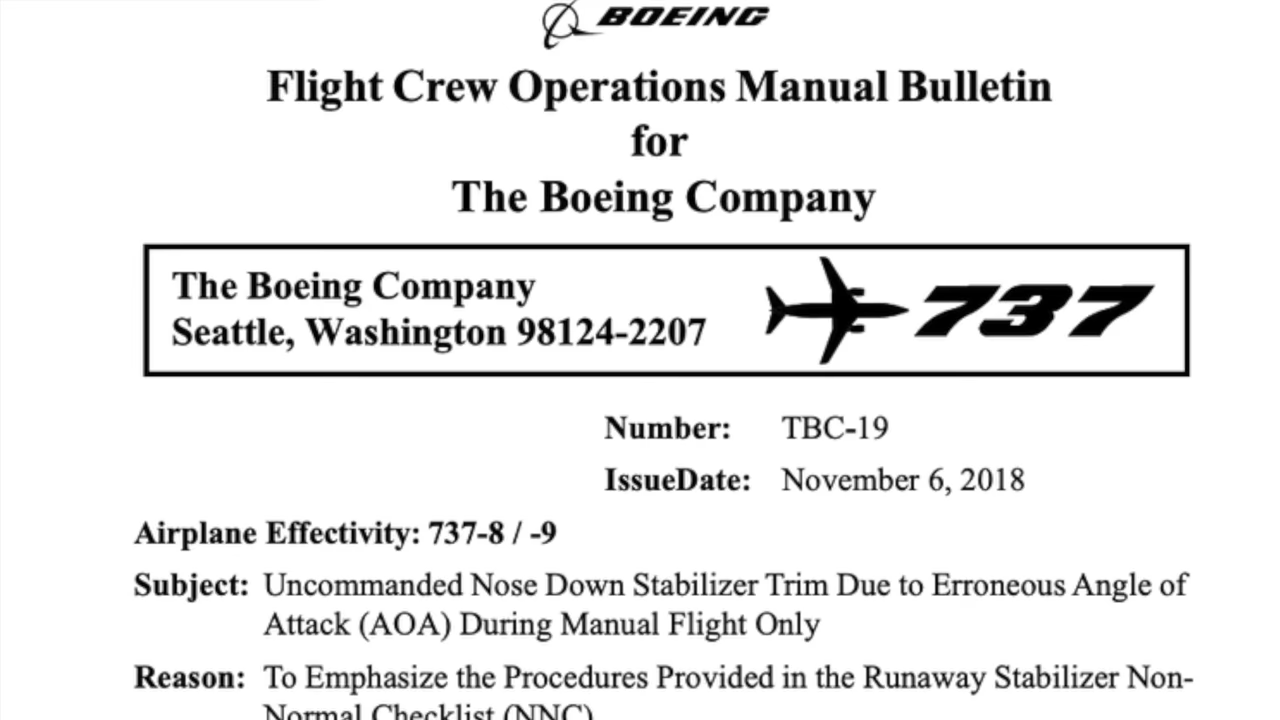 BOEING
Flight Crew Operations Manual Bulletin
for
The Boeing Company
The Boeing Company
Seattle, Washington 98124-2207
737
Number: TBC-19
IssueDate: November 6, 2018
Airplane Effectivity: 737-8 / -9
Subject: Uncommanded Nose Down Stabilizer Trim Due to Erroneous Angle of
Attack (AOA) During Manual Flight Only
Reason: To Emphasize the Procedures Provided in the Runaway Stabilizer Non-
Normal Checklist (NNC)